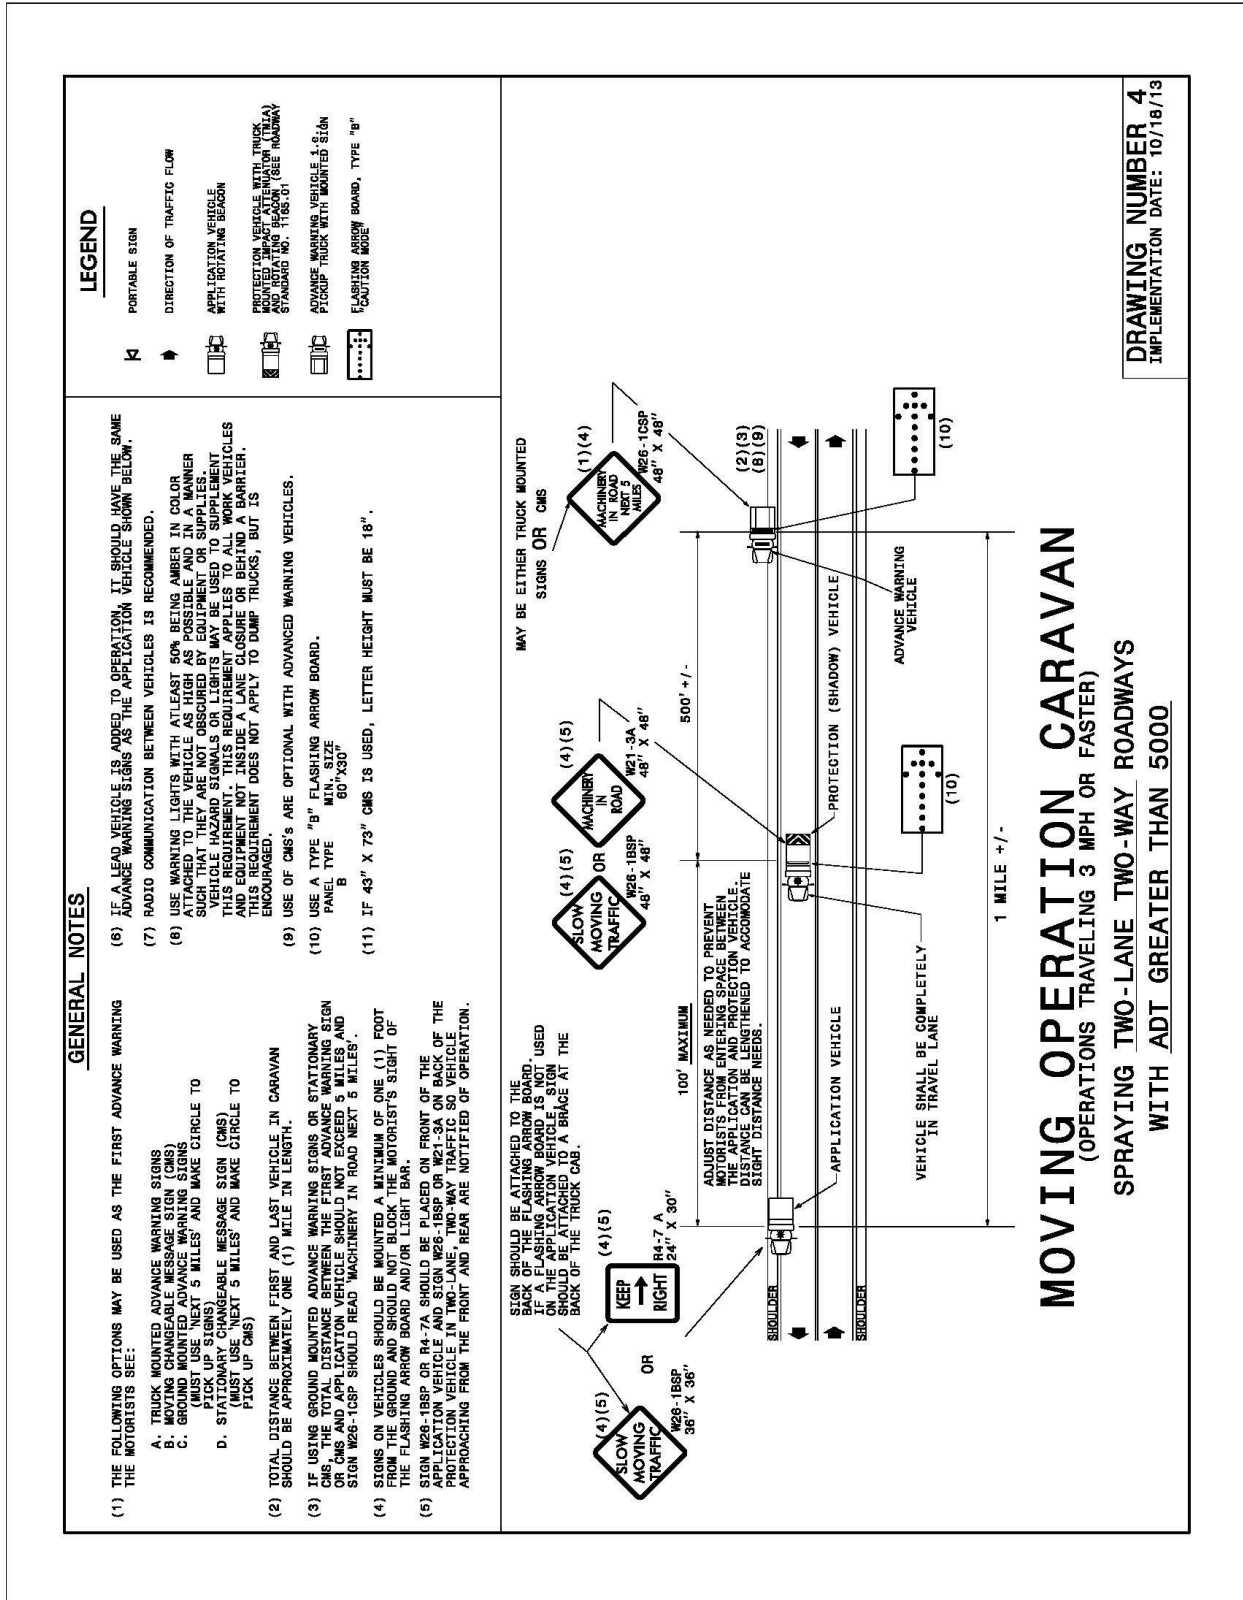 GENERAL NOTES
(1) THE FOLLOWING OPTIONS MAY BE USED AS THE FIRST ADVANCE WARNING
THE MOTORISTS SEE:
A. TRUCK MOUNTED ADVANCE WARNING SIGNS
B. MOVING CHANGEABLE MESSAGE SIGN (CMS)
C. GROUND MOUNTED ADVANCE WARNING SIGNS
(MUST USE 'NEXT 5 MILES' AND MAKE CIRCLE TO
PICK UP SIGNS)
D. STATIONARY CHANGEABLE MESSAGE SIGN (CMS)
(MUST USE 'NEXT 5 MILES' AND MAKE CIRCLE TO
PICK UP CMS)
(2) TOTAL DISTANCE BETWEEN FIRST AND LAST VEHICLE IN CARAVAN
SHOULD BE APPROXIMATELY ONE (1) MILE IN LENGTH.
(3) IF USING GROUND MOUNTED ADVANCE WARNING SIGNS OR STATIONARY
CMS, THE TOTAL DISTANCE BETWEEN THE FIRST ADVANCE WARNING SIGN
OR CMS AND APPLICATION VEHICLE SHOULD NOT EXCEED 5 MILES AND
SIGN W26-1CSP SHOULD READ 'MACHINERY IN ROAD NEXT 5 MILES'.
(4) SIGNS ON VEHICLES SHOULD BE MOUNTED A MINIMUM OF ONE (1) FOOT
FROM THE GROUND AND SHOULD NOT BLOCK THE MOTORIST'S SIGHT OF
THE FLASHING ARROW BOARD AND/OR LIGHT BAR.
(5) SIGN W26-1BSP OR R4-7A SHOULD BE PLACED ON FRONT OF THE
APPLICATION VEHICLE AND SIGN W26-1BSP OR W21-3A ON BACK OF THE
PROTECTION VEHICLE IN TWO-LANE, TWO-WAY TRAFFIC SO VEHICLE
APPROACHING FROM THE FRONT AND REAR ARE NOTIFIED OF OPERATION.
(6) IF A LEAD VEHICLE IS ADDED TO OPERATION, IT SHOULD HAVE THE SAME
ADVANCE WARNING SIGNS AS THE APPLICATION VEHICLE SHOWN BELOW.
(7) RADIO COMMUNICATION BETWEEN VEHICLES IS RECOMMENDED.
(8) USE WARNING LIGHTS WITH ATLEAST 50% BEING AMBER IN COLOR
ATTACHED TO THE VEHICLE AS HIGH AS POSSIBLE AND IN A MANNER
SUCH THAT THEY ARE NOT OBSCURED BY EQUIPMENT OR SUPPLIES.
VEHICLE HAZARD SIGNALS OR LIGHTS MAY BE USED TO SUPPLEMENT
THIS REQUIREMENT. THIS REQUIREMENT APPLIES TO ALL WORK VEHICLES
AND EQUIPMENT NOT INSIDE A LANE CLOSURE OR BEHIND A BARRIER.
THIS REQUIREMENT DOES NOT APPLY TO DUMP TRUCKS, BUT IS
ENCOURAGED.
(9) USE OF CMS's ARE OPTIONAL WITH ADVANCED WARNING VEHICLES.
(10) USE A TYPE "B" FLASHING ARROW BOARD.
PANEL TYPE MIN. SIZE
B 60"X30"
(11) IF 43" X 73" CMS IS USED, LETTER HEIGHT MUST BE 18".
LEGEND
PORTABLE SIGN
DIRECTION OF TRAFFIC FLOW
APPLICATION VEHICLE
WITH ROTATING BEACON
PROTECTION VEHICLE WITH TRUCK
MOUNTED IMPACT ATTENUATOR (TMIA)
AND ROTATING BEACON (SEE ROADWAY
STANDARD NO. 1165.01
ADVANCE WARNING VEHICLE i.e.,
PICKUP TRUCK WITH MOUNTED SIGN
FLASHING ARROW BOARD, TYPE "B"
"CAUTION MODE"
SIGN SHOULD BE ATTACHED TO THE
BACK OF THE FLASHING ARROW BOARD.
IF A FLASHING ARROW BOARD IS NOT USED
ON THE APPLICATION VEHICLE, SIGN
SHOULD BE ATTACHED TO A BRACE AT THE
BACK OF THE TRUCK CAB.
(4)(5)
SLOW
MOVING
TRAFFIC
W26-1BSP
36" X 36"
OR
(4)(5)
KEEP
RIGHT
R4-7 A
24" X 30"
(4)(5)
SLOW
MOVING
TRAFFIC
W26-1BSP
48" X 48"
OR
(4)(5)
MACHINERY
IN
ROAD
W21-3A
48" X 48"
MAY BE EITHER TRUCK MOUNTED
SIGNS OR CMS
(1)(4)
MACHINERY
IN ROAD
NEXT 5
MILES
W26-1CSP
48" X 48"
100' MAXIMUM
500' +/-
ADJUST DISTANCE AS NEEDED TO PREVENT
MOTORISTS FROM ENTERING SPACE BETWEEN
THE APPLICATION AND PROTECTION VEHICLE.
DISTANCE CAN BE LENGTHENED TO ACCOMODATE
SIGHT DISTANCE NEEDS.
(2)(3)
(8)(9)
SHOULDER
SHOULDER
APPLICATION VEHICLE
PROTECTION (SHADOW) VEHICLE
ADVANCE WARNING
VEHICLE
VEHICLE SHALL BE COMPLETELY
IN TRAVEL LANE
(10)
(10)
1 MILE +/-
MOVING OPERATION CARAVAN
(OPERATIONS TRAVELING 3 MPH OR FASTER)
SPRAYING TWO-LANE TWO-WAY ROADWAYS
WITH ADT GREATER THAN 5000
DRAWING NUMBER 4
IMPLEMENTATION DATE: 10/18/13